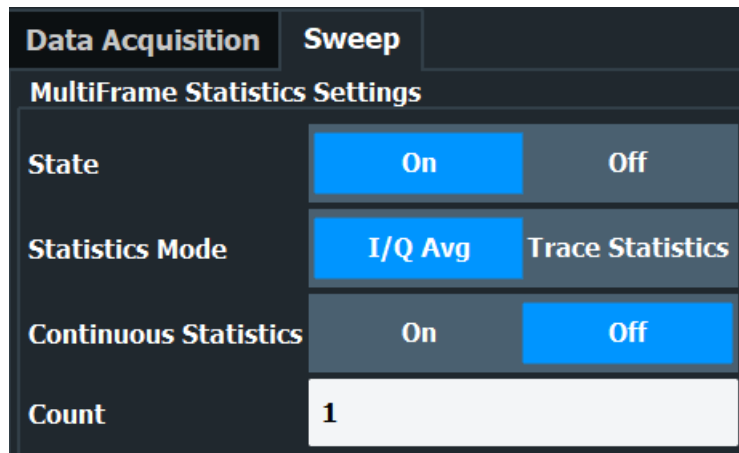 Data Acquisition Sweep
MultiFrame Statistics Settings
State On Off
Statistics Mode I/Q Avg Trace Statistics
Continuous Statistics On Off
Count 1